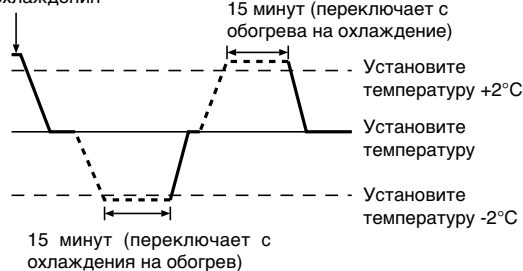 охлаждения
15 минут (переключает с
обогрева на охлаждение)
Установите
температуру +2°C
Установите
температуру
Установите
температуру -2°C
15 минут (переключает с
охлаждения на обогрев)